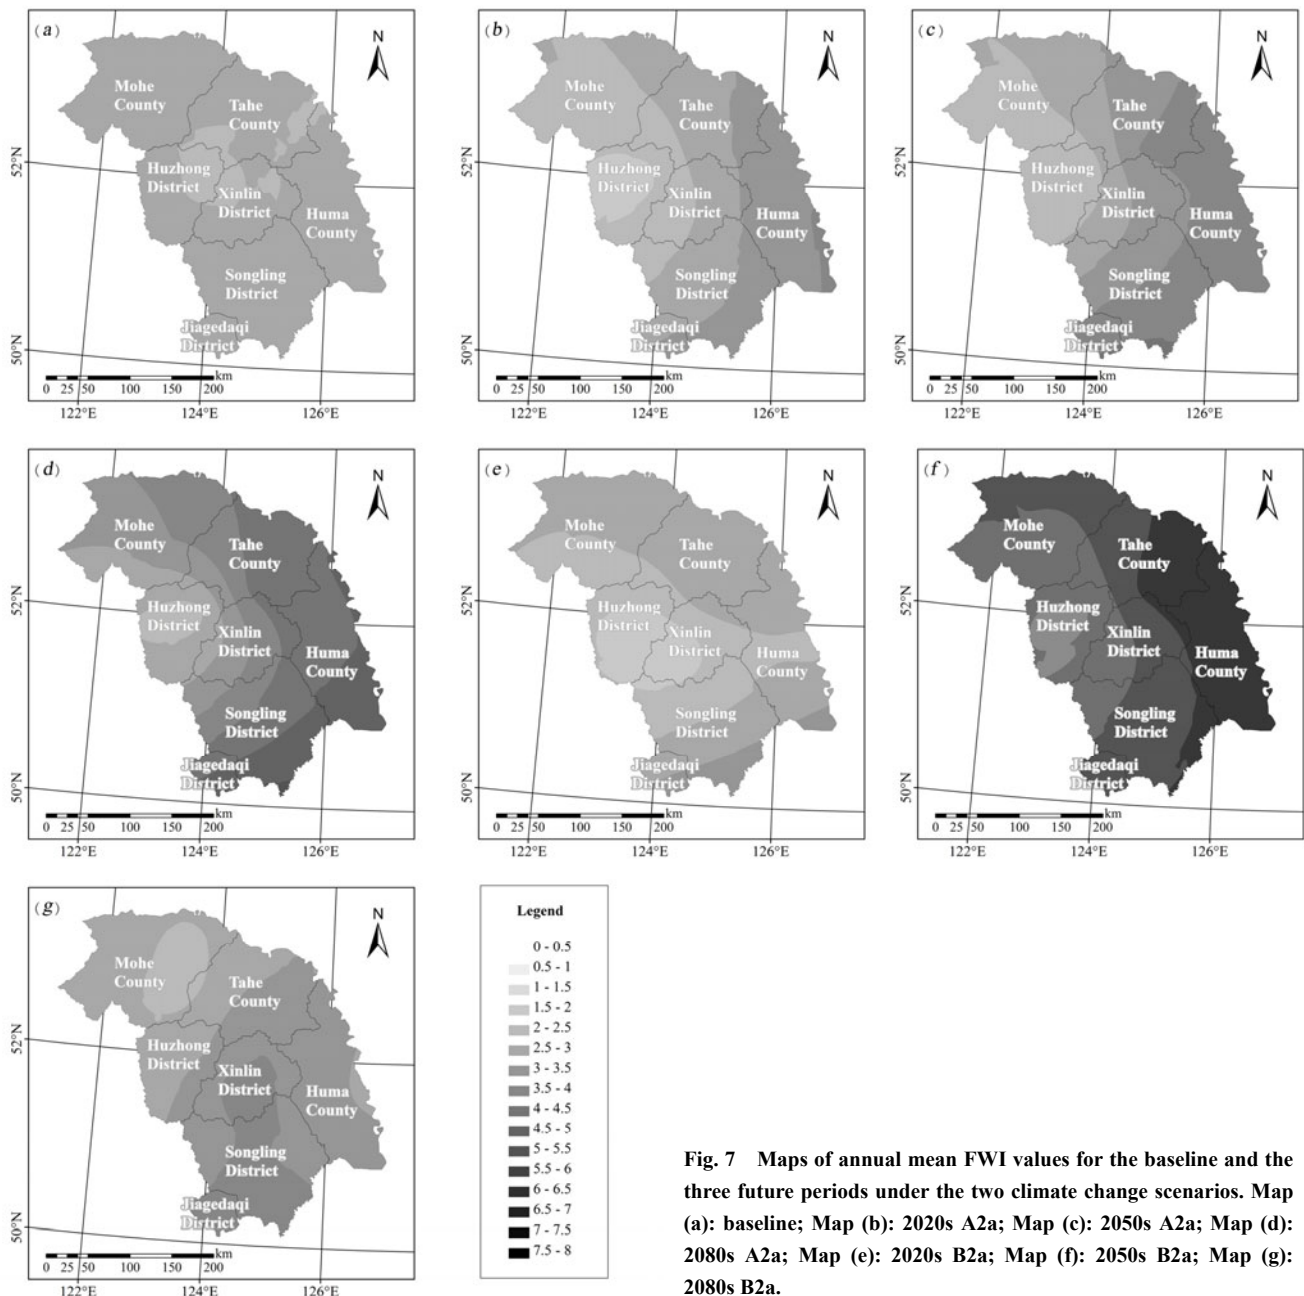 (a)
N
Mohe
County
Tahe
County
Huzhong
District
Xinlin
District
Huma
County
Songling
District
Jiagedaqi
District
52°N
50°N
km
0 25 50 100 150 200
122°E 124°E 126°E
(b)
N
Mohe
County
Tahe
County
Huzhong
District
Xinlin
District
Huma
County
Songling
District
Jiagedaqi
District
52°N
50°N
km
0 25 50 100 150 200
122°E 124°E 126°E
(c)
N
Mohe
County
Tahe
County
Huzhong
District
Xinlin
District
Huma
County
Songling
District
Jiagedaqi
District
52°N
50°N
km
0 25 50 100 150 200
122°E 124°E 126°E
(d)
N
Mohe
County
Tahe
County
Huzhong
District
Xinlin
District
Huma
County
Songling
District
Jiagedaqi
District
52°N
50°N
km
0 25 50 100 150 200
122°E 124°E 126°E
(e)
N
Mohe
County
Tahe
County
Huzhong
District
Xinlin
District
Huma
County
Songling
District
Jiagedaqi
District
52°N
50°N
km
0 25 50 100 150 200
122°E 124°E 126°E
(f)
N
Mohe
County
Tahe
County
Huzhong
District
Xinlin
District
Huma
County
Songling
District
Jiagedaqi
District
52°N
50°N
km
0 25 50 100 150 200
122°E 124°E 126°E
(g)
N
Mohe
County
Tahe
County
Huzhong
District
Xinlin
District
Huma
County
Songling
District
Jiagedaqi
District
52°N
50°N
km
0 25 50 100 150 200
122°E 124°E 126°E
Legend
0 - 0.5
0.5 - 1
1 - 1.5
1.5 - 2
2 - 2.5
2.5 - 3
3 - 3.5
3.5 - 4
4 - 4.5
4.5 - 5
5 - 5.5
5.5 - 6
6 - 6.5
6.5 - 7
7 - 7.5
7.5 - 8
Fig. 7 Maps of annual mean FWI values for the baseline and the
three future periods under the two climate change scenarios. Map
(a): baseline; Map (b): 2020s A2a; Map (c): 2050s A2a; Map (d):
2080s A2a; Map (e): 2020s B2a; Map (f): 2050s B2a; Map (g):
2080s B2a.